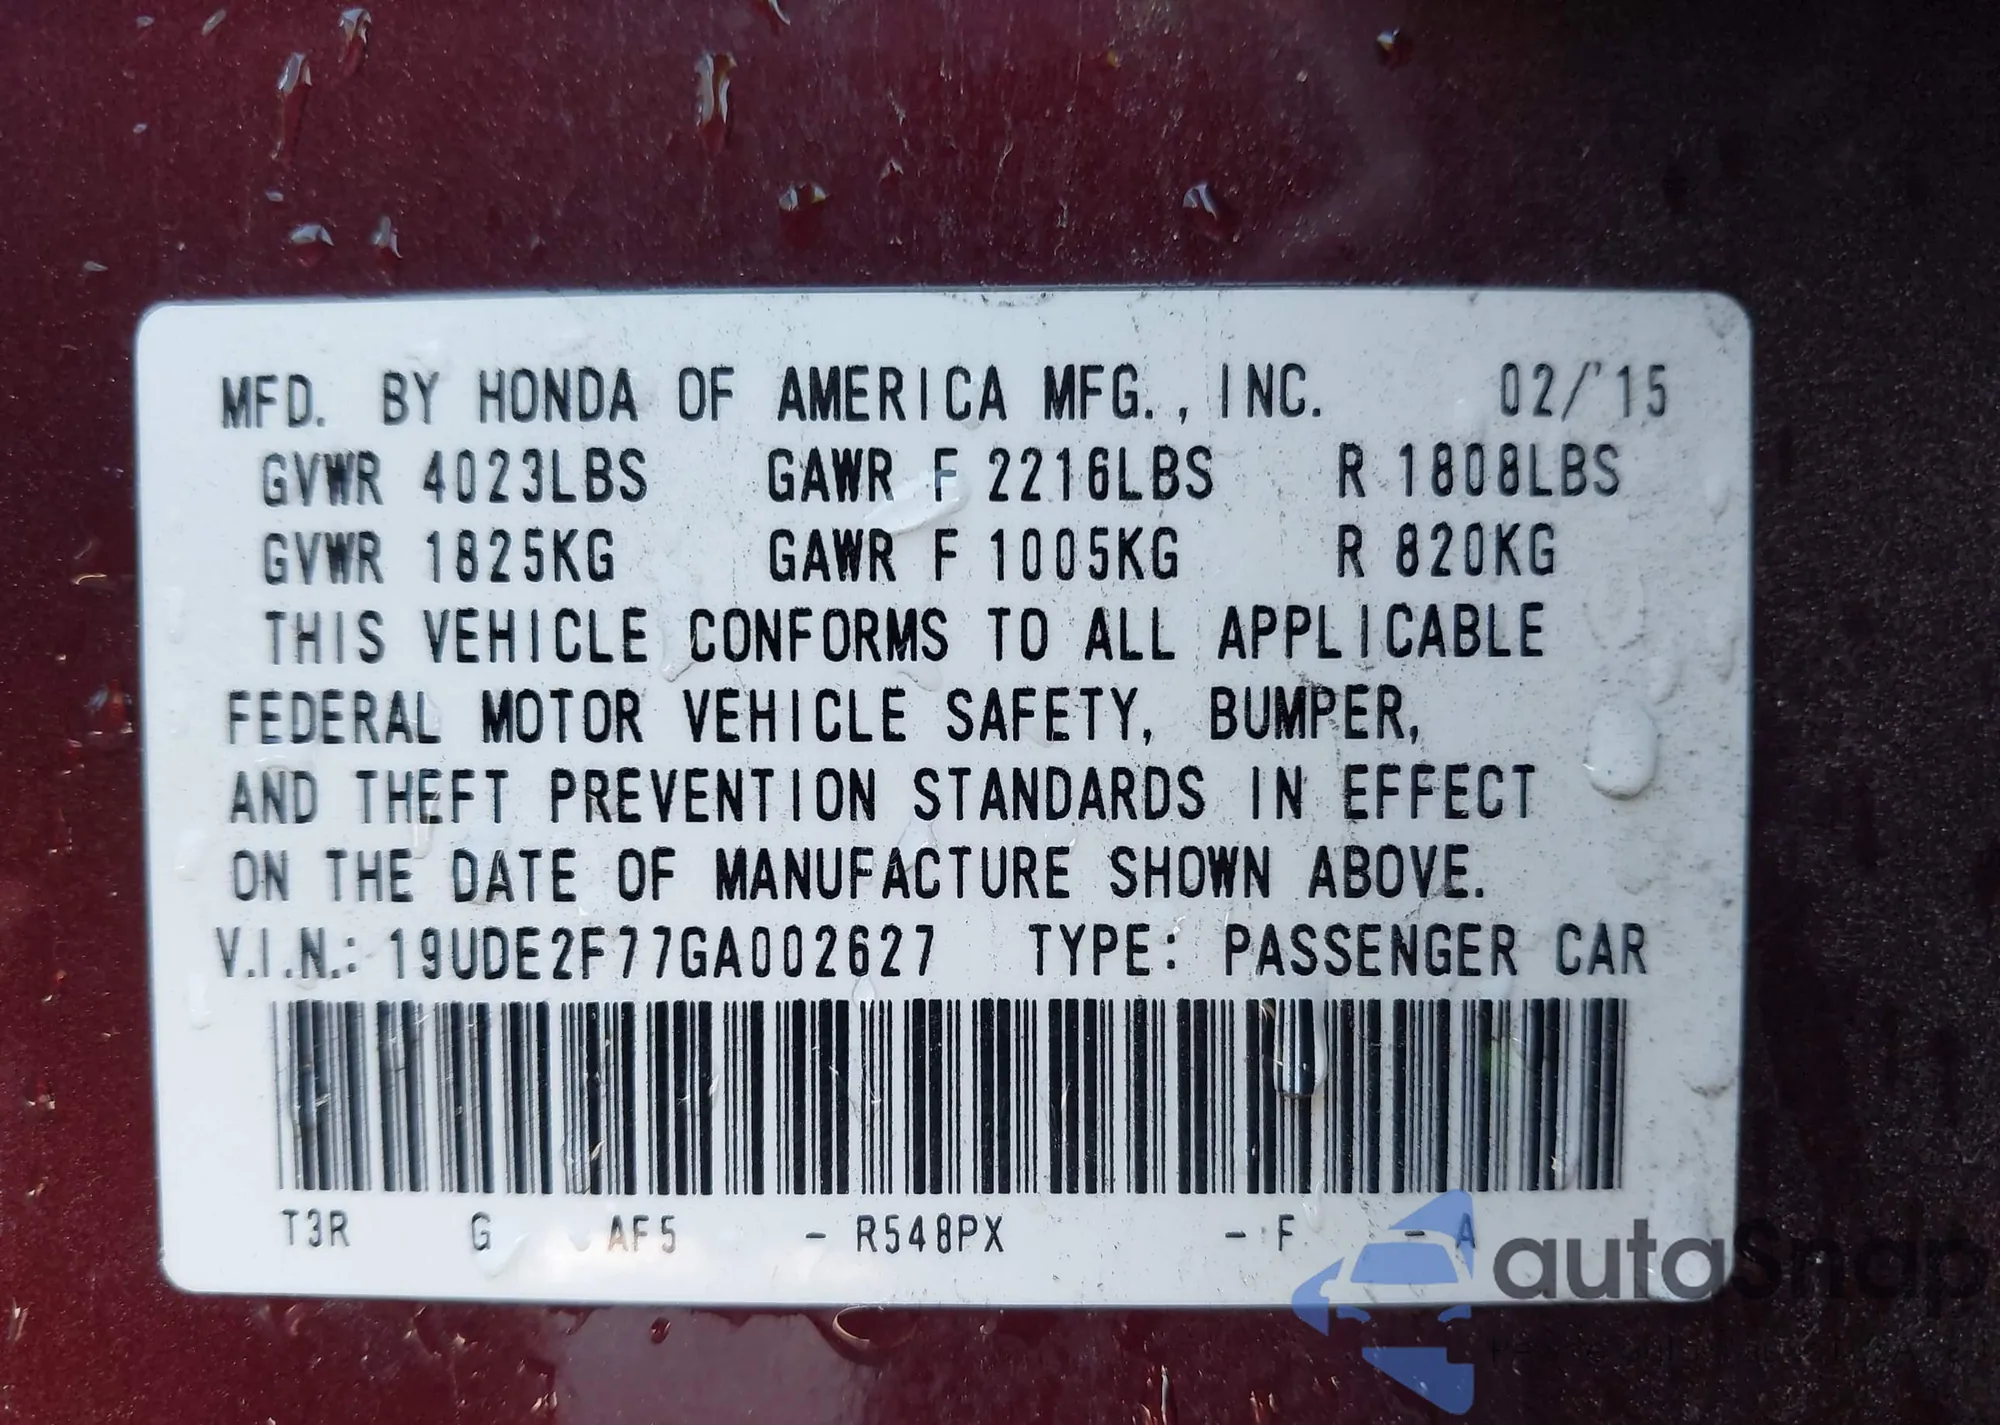 MFD. BY HONDA OF AMERICA MFG., INC. 02/'15
GVWR 4023LBS GAWR F 2216LBS R 1808LBS
GVWR 1825KG GAWR F 1005KG R 820KG
THIS VEHICLE CONFORMS TO ALL APPLICABLE
FEDERAL MOTOR VEHICLE SAFETY, BUMPER,
AND THEFT PREVENTION STANDARDS IN EFFECT
ON THE DATE OF MANUFACTURE SHOWN ABOVE.
V.I.N.: 19UDE2F77GA002627 TYPE: PASSENGER CAR
T3R G AF5 - R548PX - F - A
autoSnap